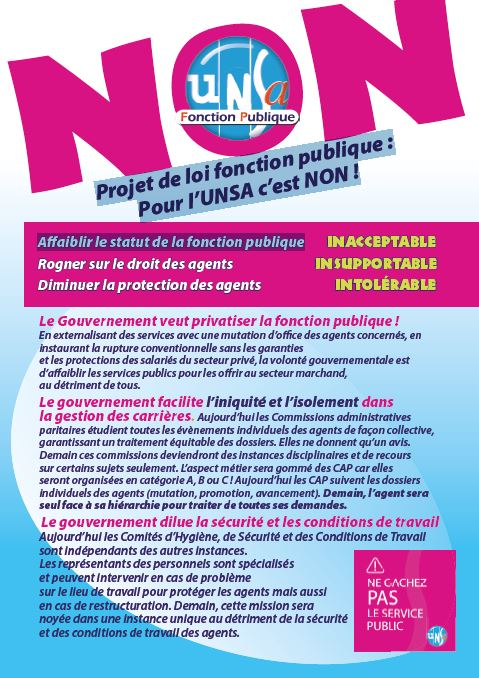 NON
UNSa
Fonction Publique
Projet de loi fonction publique :
Pour l'UNSA c'est NON !
Affaiblir le statut de la fonction publique INACCEPTABLE
Rogner sur le droit des agents INSUPPORTABLE
Diminuer la protection des agents INTOLÉRABLE
Le Gouvernement veut privatiser la fonction publique !
En externalisant des services avec une mutation d'office des agents concernés, en
instaurant la rupture conventionnelle sans les garanties
et les protections des salariés du secteur privé, la volonté gouvernementale est
d'affaiblir les services publics pour les offrir au secteur marchand,
au détriment de tous.
Le gouvernement facilite l'iniquité et l'isolement dans
la gestion des carrières. Aujourd'hui les Commissions administratives
paritaires étudient toutes les évènements individuels des agents de façon collective,
garantissant un traitement équitable des dossiers. Elles ne donnent qu'un avis.
Demain ces commissions deviendront des instances disciplinaires et de recours
sur certains sujets seulement. L'aspect métier sera gommé des CAP car elles
seront organisées en catégorie A, B ou C ! Aujourd'hui les CAP suivent les dossiers
individuels des agents (mutation, promotion, avancement). Demain, l'agent sera
seul face à sa hiérarchie pour traiter de toutes ses demandes.
Le gouvernement dilue la sécurité et les conditions de travail
Aujourd'hui les Comités d'Hygiène, de Sécurité et des Conditions de Travail
sont indépendants des autres instances.
Les représentants des personnels sont spécialisés
et peuvent intervenir en cas de problème
sur le lieu de travail pour protéger les agents mais aussi
en cas de restructuration. Demain, cette mission sera
noyée dans une instance unique au détriment de la sécurité
et des conditions de travail des agents.
NE CACHEZ
PAS
LE SERVICE
PUBLIC
UNSa